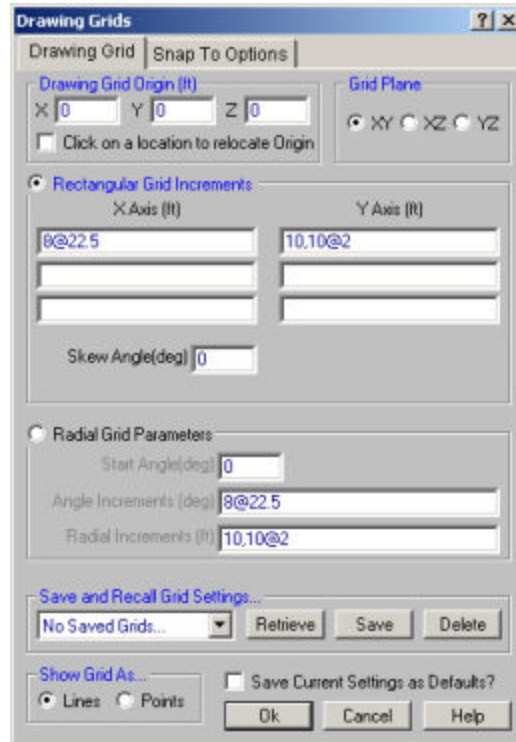 Drawing Grids
Drawing Grid Snap To Options
Drawing Grid Origin (ft)
X 0 Y 0 Z 0
Click on a location to relocate Origin
Grid Plane
XY XZ YZ
Rectangular Grid Increments
X Axis (ft) Y Axis (ft)
8@22.5 10,10@2
Skew Angle(deg) 0
Radial Grid Parameters
Start Angle(deg) 0
Angle Increments (deg) 8@22.5
Radial Increments (ft) 10,10@2
Save and Recall Grid Settings...
No Saved Grids... Retrieve Save Delete
Show Grid As...
Lines Points
Save Current Settings as Defaults?
Ok Cancel Help